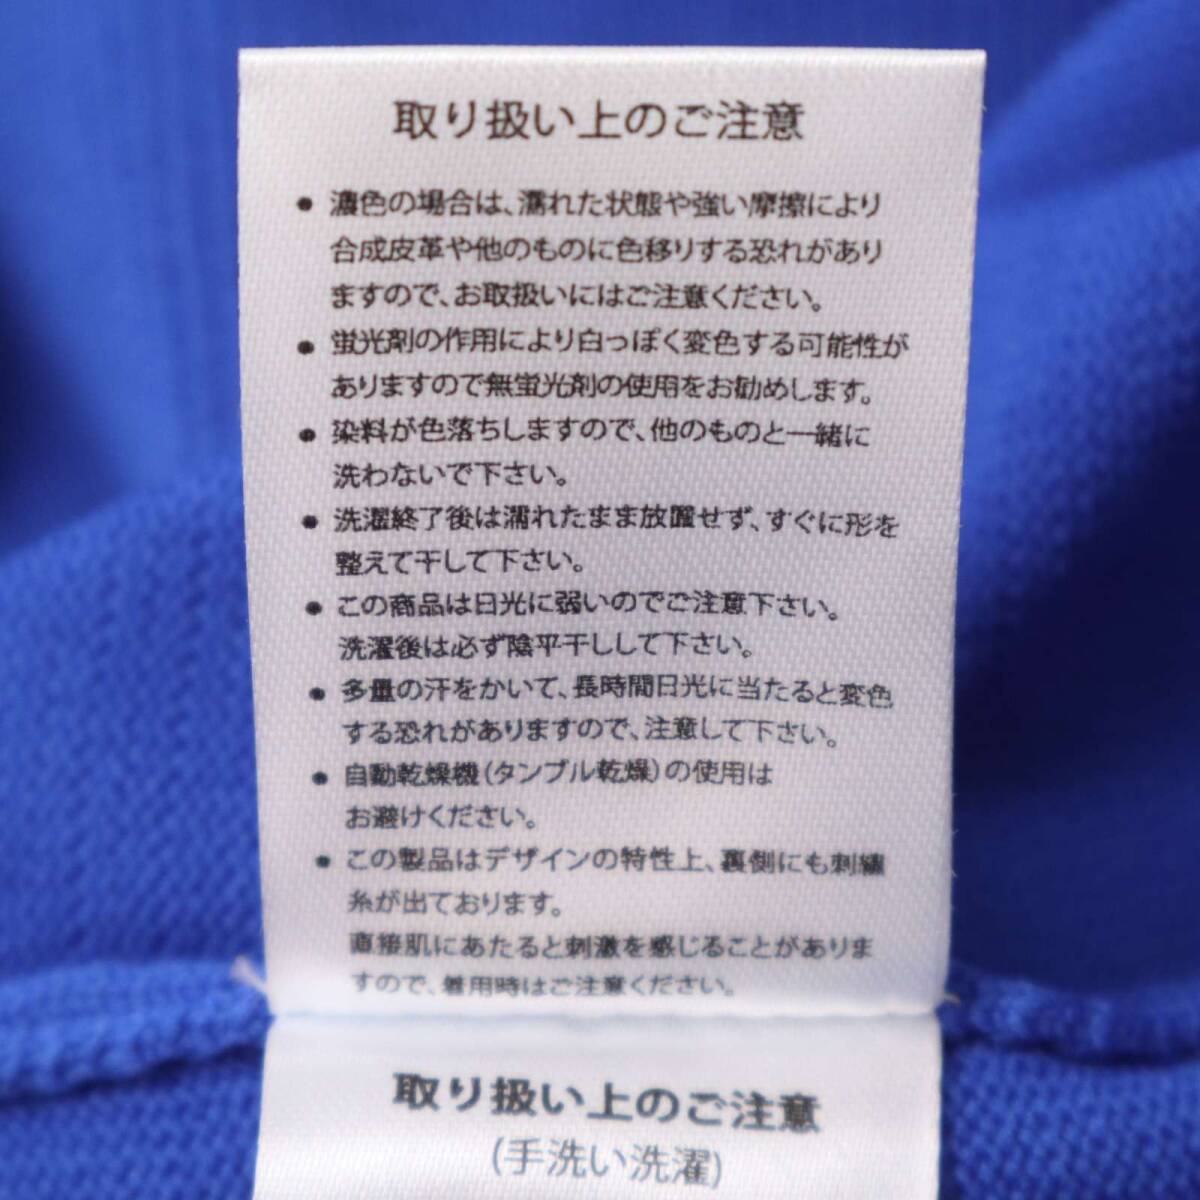 取り扱い上のご注意
• 濃色の場合は、濡れた状態や強い摩擦により
合成皮革や他のものに色移りする恐れがあり
ますので、お取扱いにはご注意ください。
• 蛍光剤の作用により白っぽく変色する可能性が
ありますので無蛍光剤の使用をお勧めします。
• 染料が色落ちしますので、他のものと一緒に
洗わないで下さい。
• 洗濯終了後は濡れたまま放置せず、すぐに形を
整えて干して下さい。
• この商品は日光に弱いのでご注意下さい。
洗濯後は必ず陰平干しして下さい。
• 多量の汗をかいて、長時間日光に当たると変色
する恐れがありますので、注意して下さい。
• 自動乾燥機(タンブル乾燥)の使用は
お避けください。
• この製品はデザインの特性上、裏側にも刺繍
糸が出ております。
直接肌にあたると刺激を感じることがありま
すので、着用時はご注意ください。
取り扱い上のご注意
(手洗い洗濯)